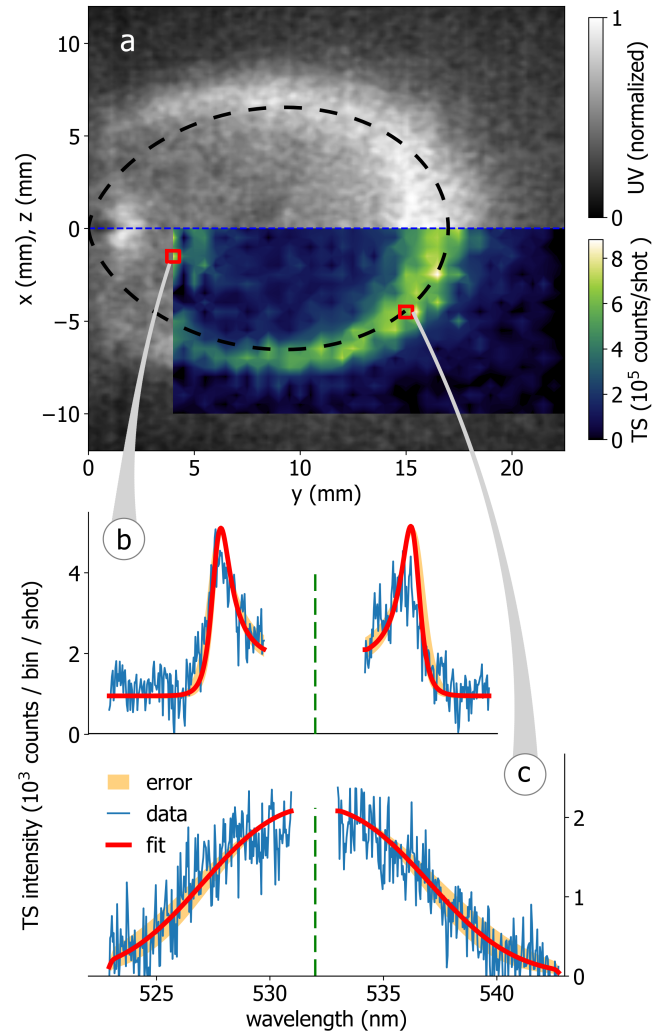 a
10
5
0
−5
−10
x (mm), z (mm)
0
5
10
15
20
y (mm)
1
0
UV (normalized)
8
6
4
2
0
TS (10⁵ counts/shot )
b
4
2
0
TS intensity (10³ counts / bin / shot)
c
error
data
fit
2
1
0
525
530
535
540
wavelength (nm)